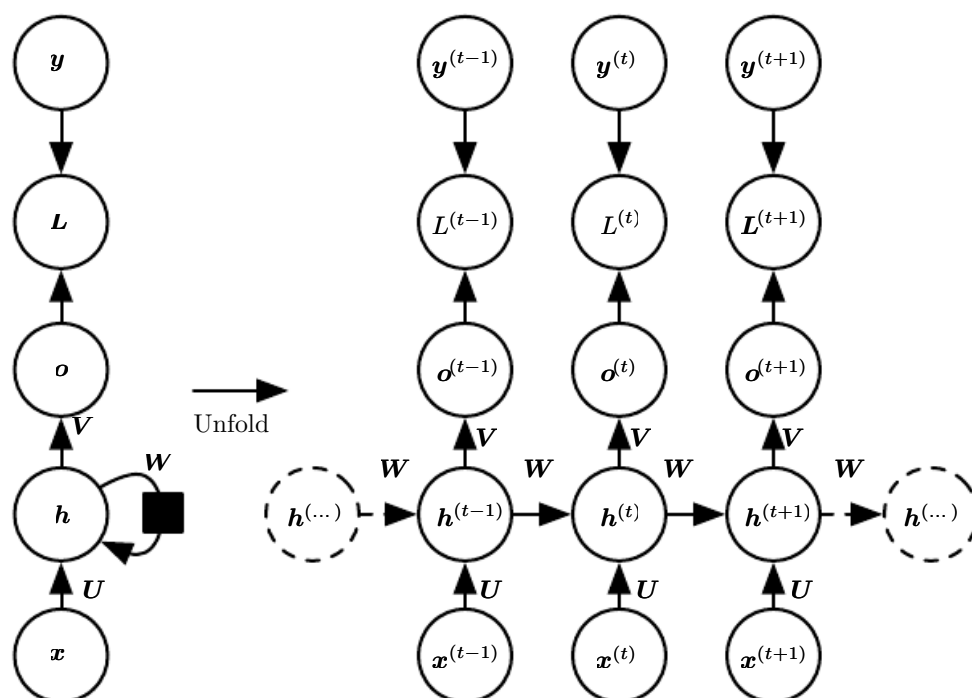 y y^(t−1) y^(t) y^(t+1)
L L^(t−1) L^(t) L^(t+1)
o o^(t−1) o^(t) o^(t+1)
Unfold
V V V V
W W W W W
h h^(...) h^(t−1) h^(t) h^(t+1) h^(...)
U U U U
x x^(t−1) x^(t) x^(t+1)